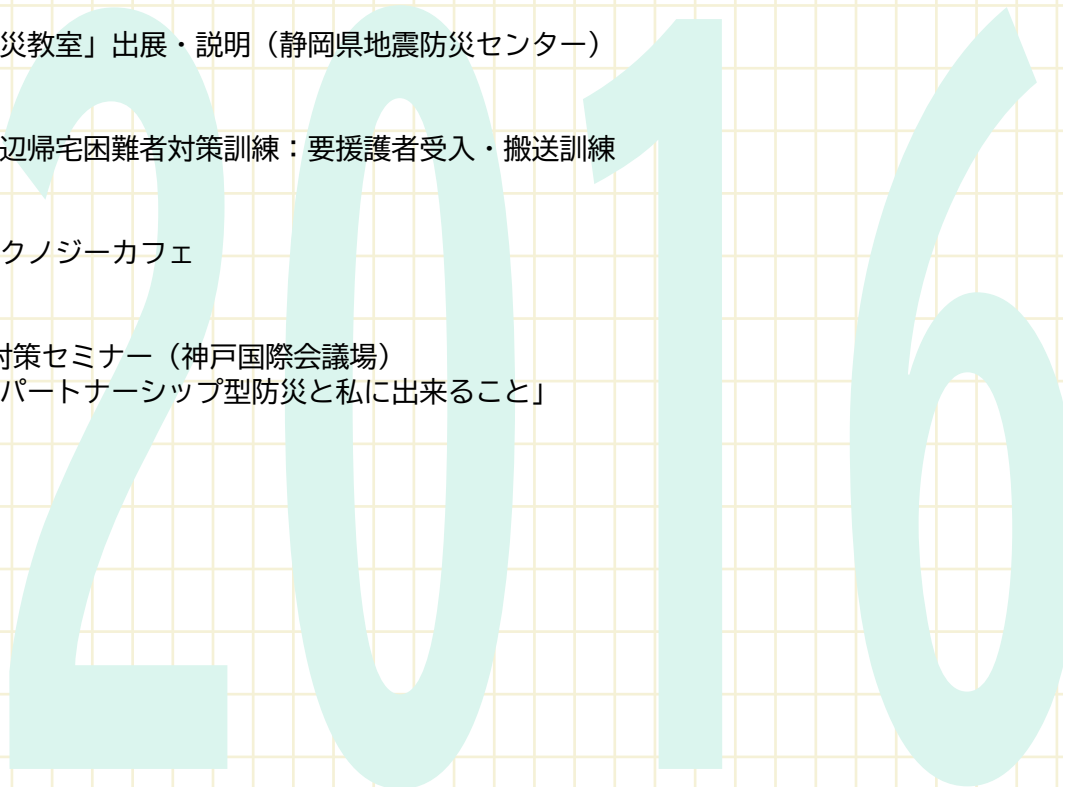 災教室」出展・説明（静岡県地震防災センター）
辺帰宅困難者対策訓練：要援護者受入・搬送訓練
クノジーカフェ
対策セミナー（神戸国際会議場）
パートナーシップ型防災と私に出来ること」
2016